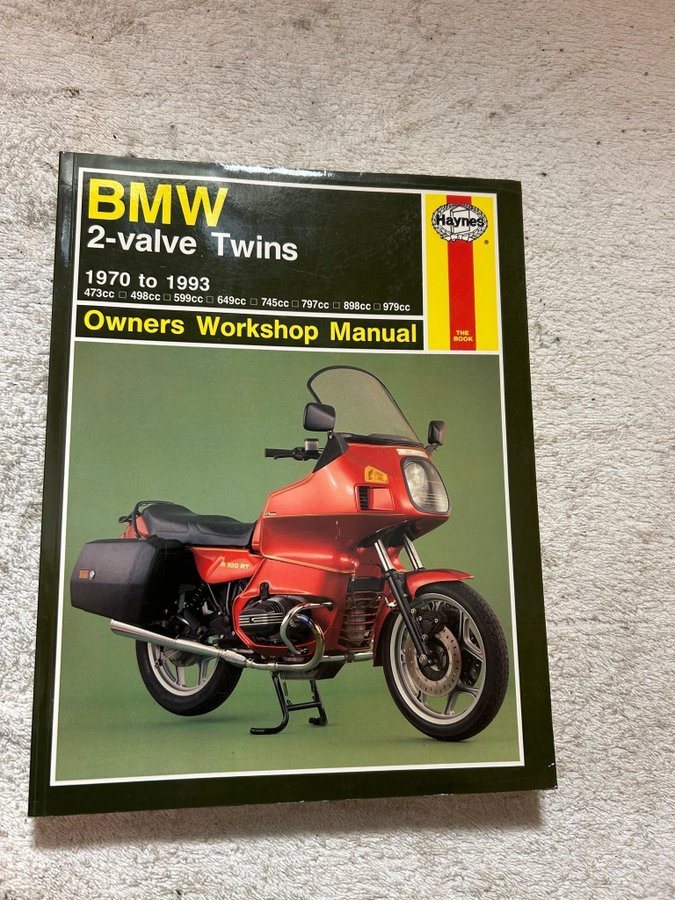 BMW
2-valve Twins
Haynes
®
1970 to 1993
473cc □ 498cc □ 599cc □ 649cc □ 745cc □ 797cc □ 898cc □ 979cc
Owners Workshop Manual
THE
BOOK
R 100 RT